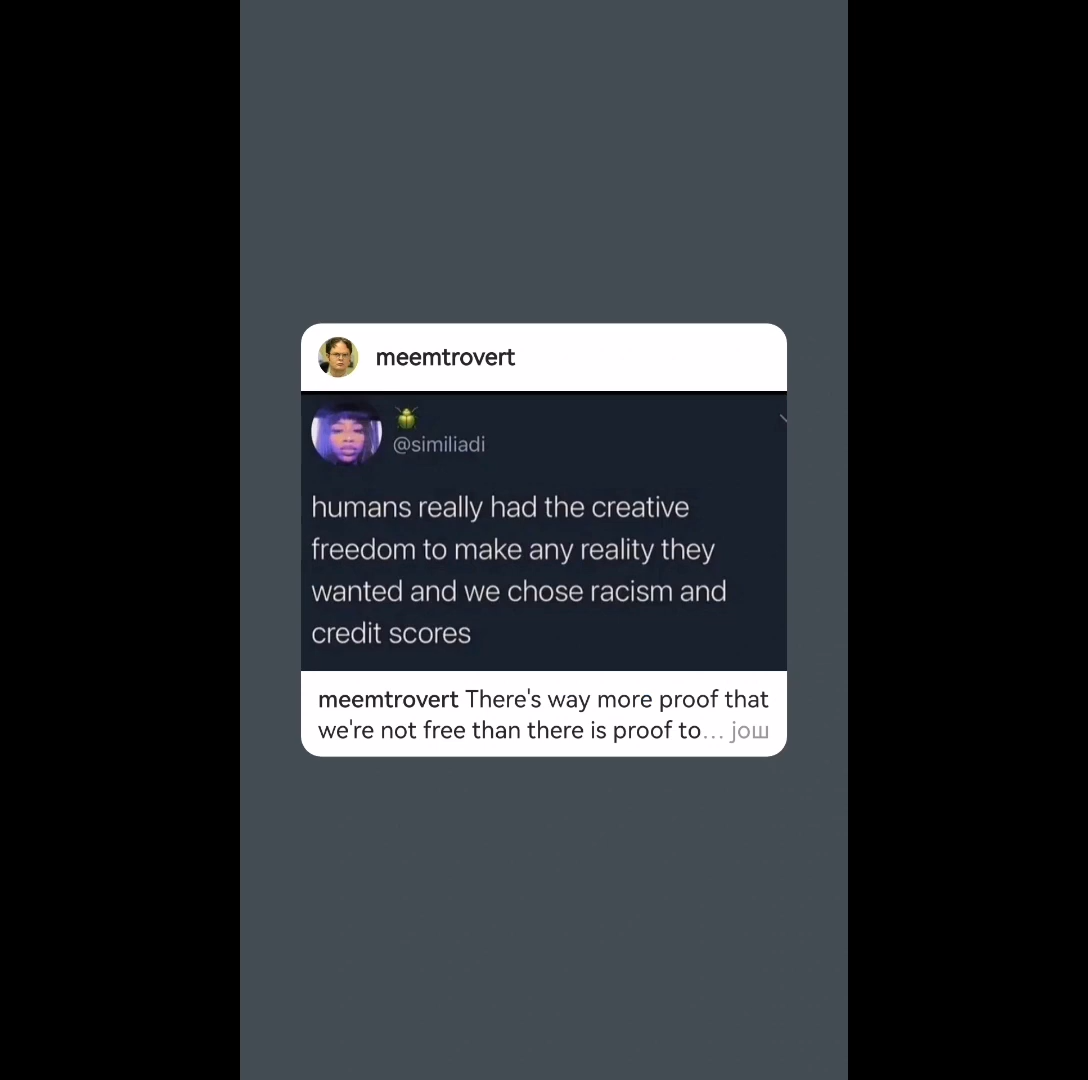 meemtrovert
@similiadi
humans really had the creative
freedom to make any reality they
wanted and we chose racism and
credit scores
meemtrovert There's way more proof that
we're not free than there is proof to… još